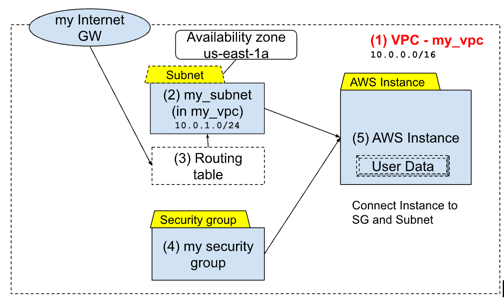 my Internet
GW
Availability zone
us-east-1a
(1) VPC - my_vpc
10.0.0.0/16
Subnet
(2) my_subnet
(in my_vpc)
10.0.1.0/24
(3) Routing
table
AWS Instance
(5) AWS Instance
User Data
Connect Instance to
SG and Subnet
Security group
(4) my security
group